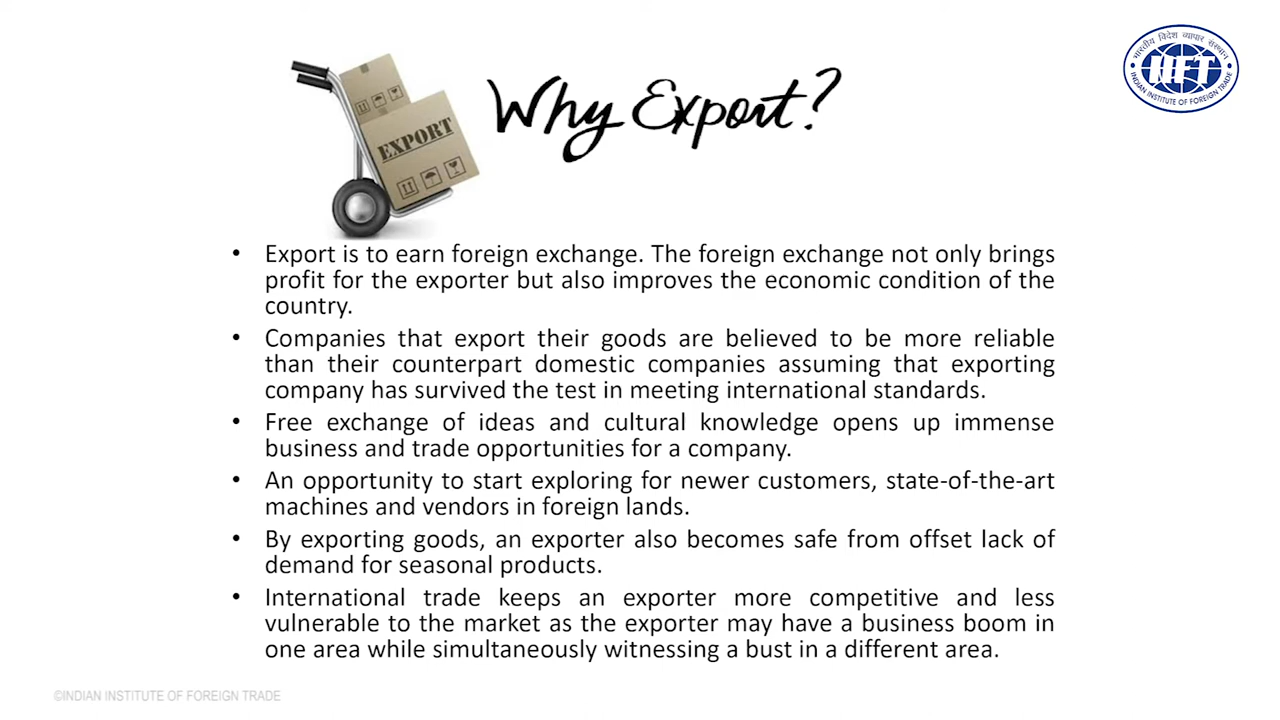 Why Export?
EXPORT
भारतीय विदेश व्यापार संस्थान
IIFT
INDIAN INSTITUTE OF FOREIGN TRADE
• Export is to earn foreign exchange. The foreign exchange not only brings
profit for the exporter but also improves the economic condition of the
country.
• Companies that export their goods are believed to be more reliable
than their counterpart domestic companies assuming that exporting
company has survived the test in meeting international standards.
• Free exchange of ideas and cultural knowledge opens up immense
business and trade opportunities for a company.
• An opportunity to start exploring for newer customers, state-of-the-art
machines and vendors in foreign lands.
• By exporting goods, an exporter also becomes safe from offset lack of
demand for seasonal products.
• International trade keeps an exporter more competitive and less
vulnerable to the market as the exporter may have a business boom in
one area while simultaneously witnessing a bust in a different area.
©INDIAN INSTITUTE OF FOREIGN TRADE